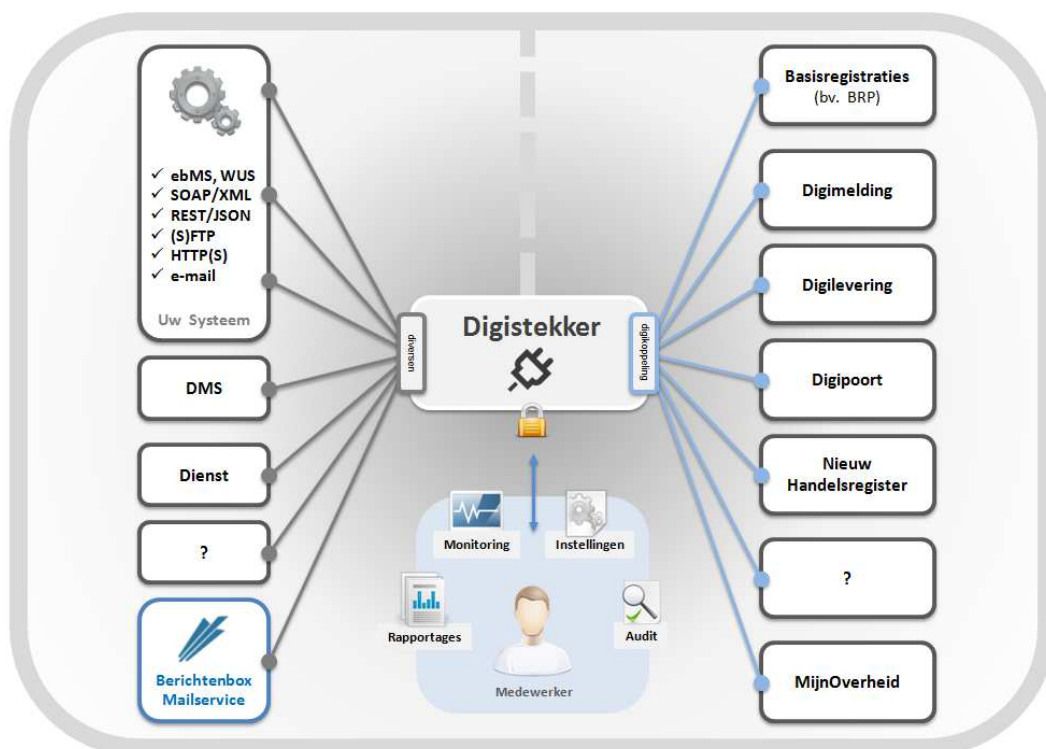 ebMS, WUS
SOAP/XML
REST/JSON
(S)FTP
HTTP(S)
e-mail
Uw Systeem
DMS
Dienst
?
Berichtenbox
Mailservice
diversen
Digistekker
digikoppeling
Monitoring
Instellingen
Rapportages
Audit
Medewerker
Basisregistraties
(bv. BRP)
Digimelding
Digilevering
Digipoort
Nieuw
Handelsregister
?
MijnOverheid